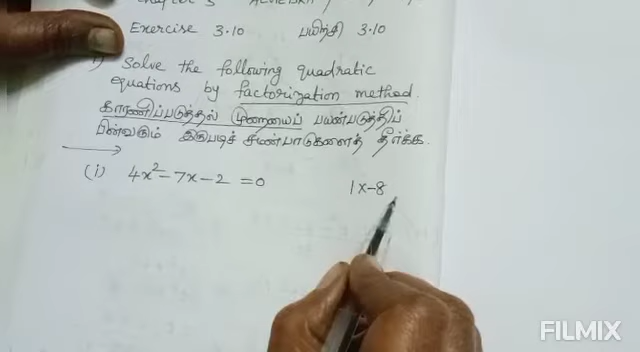 Exercise 3.10 பயிற்சி 3.10
1) Solve the following quadratic
equations by factorization method.
காரணிப்படுத்தல் முறையைப் பயன்படுத்திப்
பின்வரும் இருபடிச் சமன்பாடுகளைத் தீர்க்க.
(i) 4x² - 7x - 2 = 0 1 x -8
FILMIX